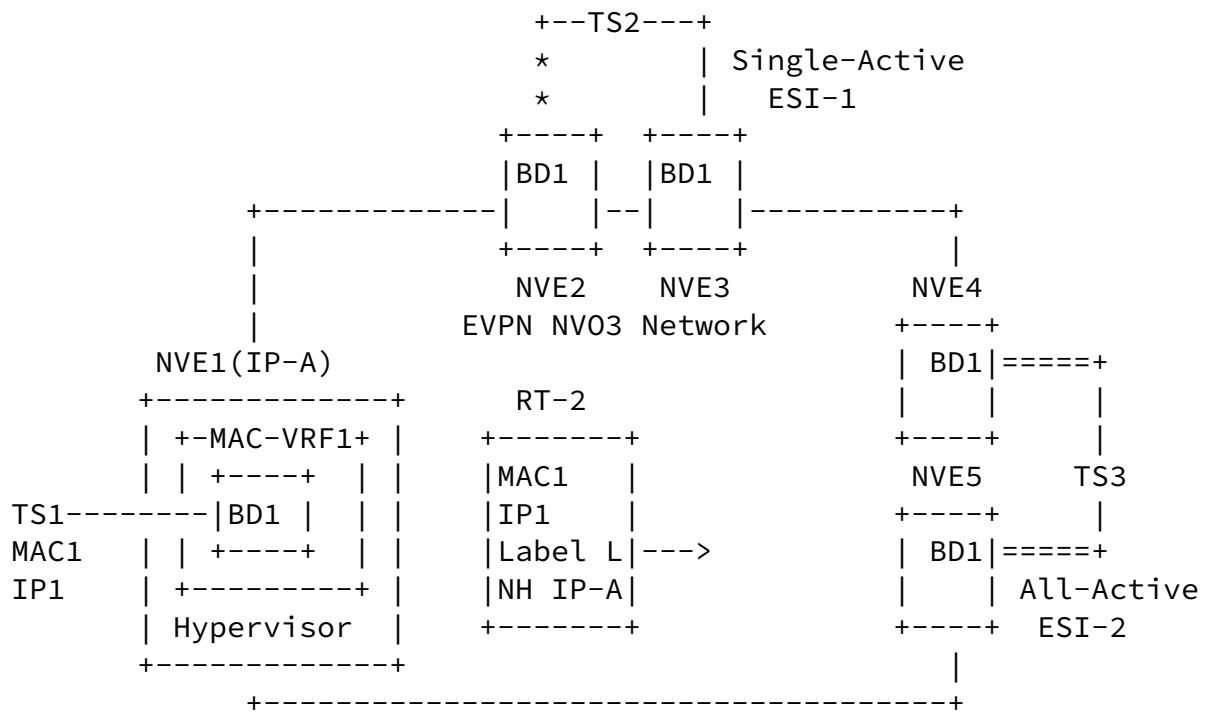 TS2
Single-Active
ESI-1
BD1 BD1
NVE2 NVE3 NVE4
EVPN NVO3 Network
NVE1(IP-A) BD1
RT-2
MAC-VRF1
MAC1 NVE5 TS3
TS1 BD1 IP1
MAC1 Label L BD1
IP1 NH IP-A All-Active
Hypervisor ESI-2